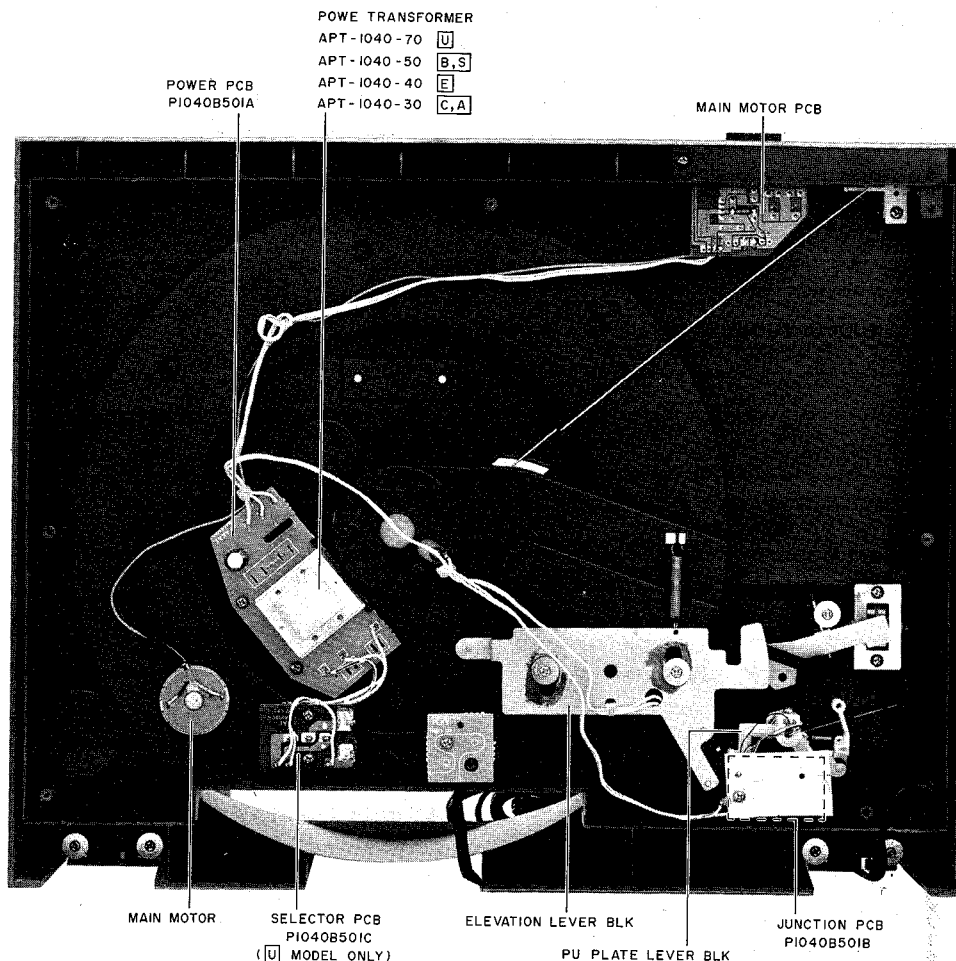 POWE TRANSFORMER
APT-1040-70 U
APT-1040-50 B,S
APT-1040-40 E
APT-1040-30 C,A
POWER PCB
P1040B501A
MAIN MOTOR PCB
MAIN MOTOR
SELECTOR PCB
P1040B501C
(U MODEL ONLY)
ELEVATION LEVER BLK
PU PLATE LEVER BLK
JUNCTION PCB
P1040B501B